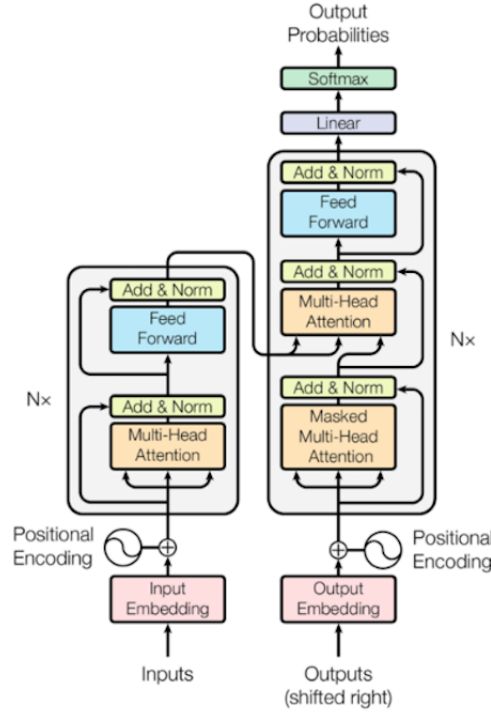 Output
Probabilities
Softmax
Linear
Add & Norm
Feed
Forward
Add & Norm
Multi-Head
Attention
Add & Norm
Masked
Multi-Head
Attention
N×
Add & Norm
Feed
Forward
Add & Norm
Multi-Head
Attention
N×
Positional
Encoding
Input
Embedding
Inputs
Positional
Encoding
Output
Embedding
Outputs
(shifted right)